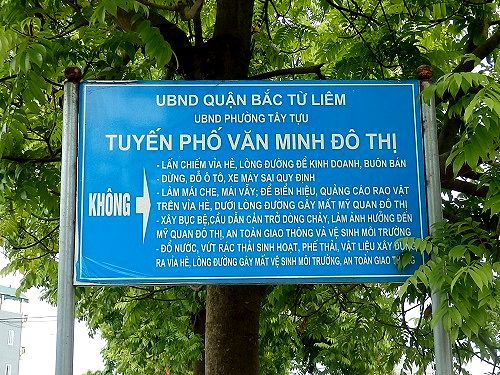 UBND QUẬN BẮC TỪ LIÊM
UBND PHƯỜNG TÂY TỰU
TUYẾN PHỐ VĂN MINH ĐÔ THỊ
KHÔNG
- LẤN CHIẾM VỈA HÈ, LÒNG ĐƯỜNG ĐỂ KINH DOANH, BUÔN BÁN
- DỪNG, ĐỖ Ô TÔ, XE MÁY SAI QUY ĐỊNH
- LÀM MÁI CHE, MÁI VẨY; ĐỂ BIỂN HIỆU, QUẢNG CÁO RAO VẶT
TRÊN VỈA HÈ, DƯỚI LÒNG ĐƯỜNG GÂY MẤT MỸ QUAN ĐÔ THỊ
- XÂY BỤC BỆ, CẦU DẪN CẢN TRỞ DÒNG CHẢY, LÀM ẢNH HƯỞNG ĐẾN
MỸ QUAN ĐÔ THỊ, AN TOÀN GIAO THÔNG VÀ VỆ SINH MÔI TRƯỜNG
- ĐỔ NƯỚC, VỨT RÁC THẢI SINH HOẠT, PHẾ THẢI, VẬT LIỆU XÂY DỰNG
RA VỈA HÈ, LÒNG ĐƯỜNG GÂY MẤT VỆ SINH MÔI TRƯỜNG, AN TOÀN GIAO THÔNG